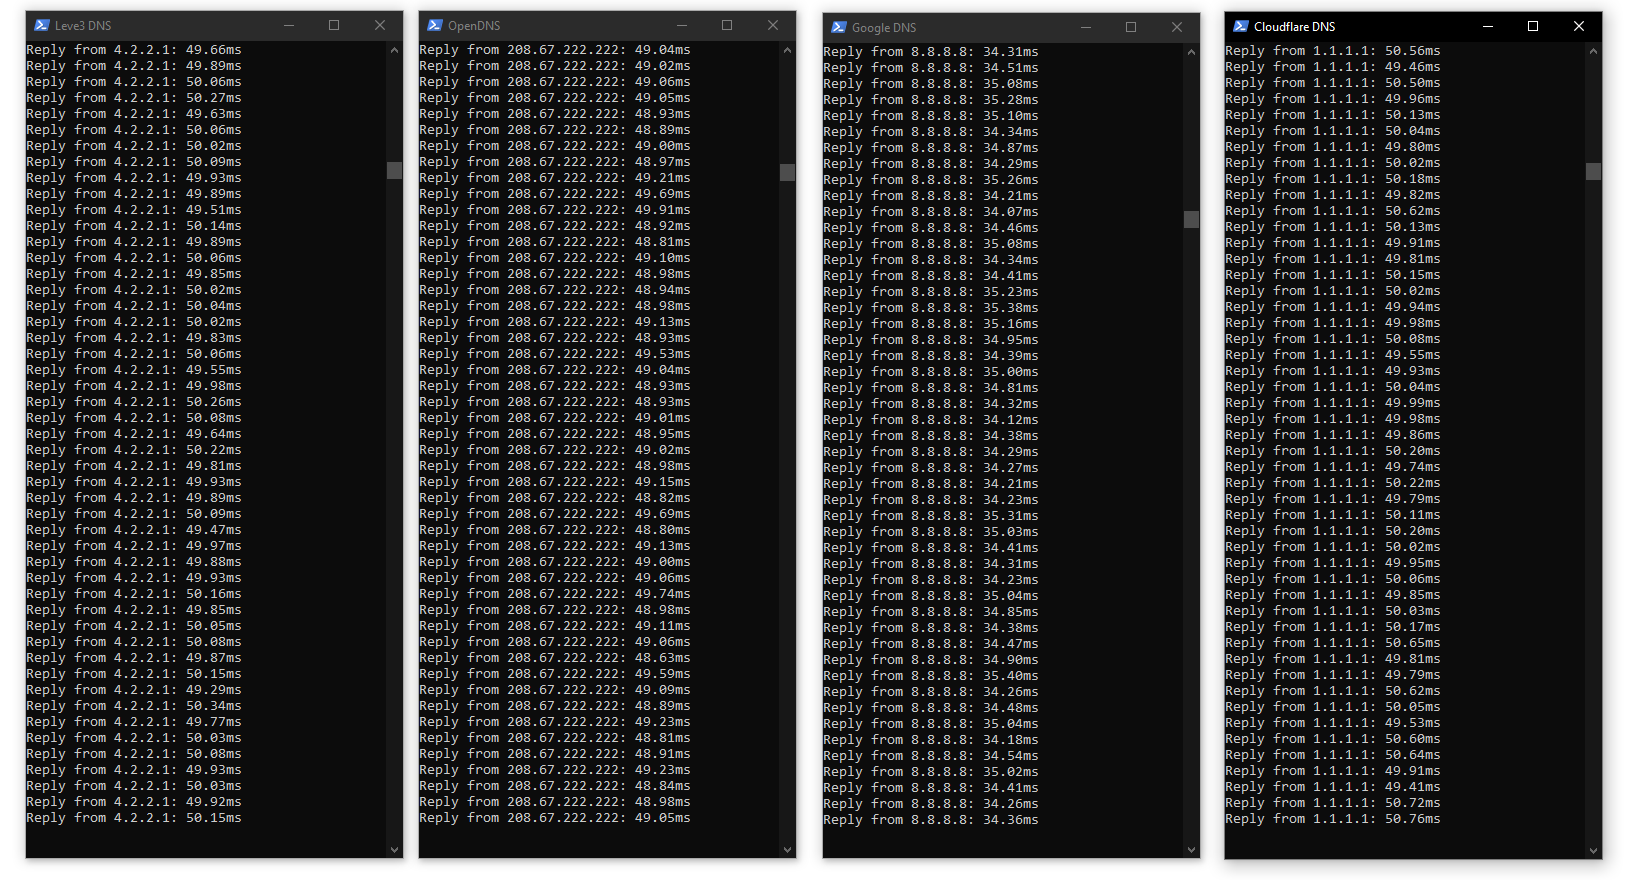 Leve3 DNS
Reply from 4.2.2.1: 49.66ms
Reply from 4.2.2.1: 49.89ms
Reply from 4.2.2.1: 50.06ms
Reply from 4.2.2.1: 50.27ms
Reply from 4.2.2.1: 49.63ms
Reply from 4.2.2.1: 50.06ms
Reply from 4.2.2.1: 50.02ms
Reply from 4.2.2.1: 50.09ms
Reply from 4.2.2.1: 49.93ms
Reply from 4.2.2.1: 49.89ms
Reply from 4.2.2.1: 49.51ms
Reply from 4.2.2.1: 50.14ms
Reply from 4.2.2.1: 49.89ms
Reply from 4.2.2.1: 50.06ms
Reply from 4.2.2.1: 49.85ms
Reply from 4.2.2.1: 50.02ms
Reply from 4.2.2.1: 50.04ms
Reply from 4.2.2.1: 50.02ms
Reply from 4.2.2.1: 49.83ms
Reply from 4.2.2.1: 50.06ms
Reply from 4.2.2.1: 49.55ms
Reply from 4.2.2.1: 49.98ms
Reply from 4.2.2.1: 50.26ms
Reply from 4.2.2.1: 50.08ms
Reply from 4.2.2.1: 49.64ms
Reply from 4.2.2.1: 50.22ms
Reply from 4.2.2.1: 49.81ms
Reply from 4.2.2.1: 49.93ms
Reply from 4.2.2.1: 49.89ms
Reply from 4.2.2.1: 50.09ms
Reply from 4.2.2.1: 49.47ms
Reply from 4.2.2.1: 49.97ms
Reply from 4.2.2.1: 49.88ms
Reply from 4.2.2.1: 49.93ms
Reply from 4.2.2.1: 50.16ms
Reply from 4.2.2.1: 49.85ms
Reply from 4.2.2.1: 50.05ms
Reply from 4.2.2.1: 50.08ms
Reply from 4.2.2.1: 49.87ms
Reply from 4.2.2.1: 50.15ms
Reply from 4.2.2.1: 49.29ms
Reply from 4.2.2.1: 50.34ms
Reply from 4.2.2.1: 49.77ms
Reply from 4.2.2.1: 50.03ms
Reply from 4.2.2.1: 50.08ms
Reply from 4.2.2.1: 49.93ms
Reply from 4.2.2.1: 50.03ms
Reply from 4.2.2.1: 49.92ms
Reply from 4.2.2.1: 50.15ms
OpenDNS
Reply from 208.67.222.222: 49.04ms
Reply from 208.67.222.222: 49.02ms
Reply from 208.67.222.222: 49.06ms
Reply from 208.67.222.222: 49.05ms
Reply from 208.67.222.222: 48.93ms
Reply from 208.67.222.222: 48.89ms
Reply from 208.67.222.222: 49.00ms
Reply from 208.67.222.222: 48.97ms
Reply from 208.67.222.222: 49.21ms
Reply from 208.67.222.222: 49.69ms
Reply from 208.67.222.222: 49.91ms
Reply from 208.67.222.222: 48.92ms
Reply from 208.67.222.222: 48.81ms
Reply from 208.67.222.222: 49.10ms
Reply from 208.67.222.222: 48.98ms
Reply from 208.67.222.222: 48.94ms
Reply from 208.67.222.222: 48.98ms
Reply from 208.67.222.222: 49.13ms
Reply from 208.67.222.222: 48.93ms
Reply from 208.67.222.222: 49.53ms
Reply from 208.67.222.222: 49.04ms
Reply from 208.67.222.222: 48.93ms
Reply from 208.67.222.222: 48.93ms
Reply from 208.67.222.222: 49.01ms
Reply from 208.67.222.222: 48.95ms
Reply from 208.67.222.222: 49.02ms
Reply from 208.67.222.222: 48.98ms
Reply from 208.67.222.222: 49.15ms
Reply from 208.67.222.222: 48.82ms
Reply from 208.67.222.222: 49.69ms
Reply from 208.67.222.222: 48.80ms
Reply from 208.67.222.222: 49.13ms
Reply from 208.67.222.222: 49.00ms
Reply from 208.67.222.222: 49.06ms
Reply from 208.67.222.222: 49.74ms
Reply from 208.67.222.222: 48.98ms
Reply from 208.67.222.222: 49.11ms
Reply from 208.67.222.222: 49.06ms
Reply from 208.67.222.222: 48.63ms
Reply from 208.67.222.222: 49.59ms
Reply from 208.67.222.222: 49.09ms
Reply from 208.67.222.222: 48.89ms
Reply from 208.67.222.222: 49.23ms
Reply from 208.67.222.222: 48.81ms
Reply from 208.67.222.222: 48.91ms
Reply from 208.67.222.222: 49.23ms
Reply from 208.67.222.222: 48.84ms
Reply from 208.67.222.222: 48.98ms
Reply from 208.67.222.222: 49.05ms
Google DNS
Reply from 8.8.8.8: 34.31ms
Reply from 8.8.8.8: 34.51ms
Reply from 8.8.8.8: 35.08ms
Reply from 8.8.8.8: 35.28ms
Reply from 8.8.8.8: 35.10ms
Reply from 8.8.8.8: 34.34ms
Reply from 8.8.8.8: 34.87ms
Reply from 8.8.8.8: 34.29ms
Reply from 8.8.8.8: 35.26ms
Reply from 8.8.8.8: 34.21ms
Reply from 8.8.8.8: 34.07ms
Reply from 8.8.8.8: 34.46ms
Reply from 8.8.8.8: 35.08ms
Reply from 8.8.8.8: 34.34ms
Reply from 8.8.8.8: 34.41ms
Reply from 8.8.8.8: 35.23ms
Reply from 8.8.8.8: 35.38ms
Reply from 8.8.8.8: 35.16ms
Reply from 8.8.8.8: 34.95ms
Reply from 8.8.8.8: 34.39ms
Reply from 8.8.8.8: 35.00ms
Reply from 8.8.8.8: 34.81ms
Reply from 8.8.8.8: 34.32ms
Reply from 8.8.8.8: 34.12ms
Reply from 8.8.8.8: 34.38ms
Reply from 8.8.8.8: 34.29ms
Reply from 8.8.8.8: 34.27ms
Reply from 8.8.8.8: 34.21ms
Reply from 8.8.8.8: 34.23ms
Reply from 8.8.8.8: 35.31ms
Reply from 8.8.8.8: 35.03ms
Reply from 8.8.8.8: 34.41ms
Reply from 8.8.8.8: 34.31ms
Reply from 8.8.8.8: 34.23ms
Reply from 8.8.8.8: 35.04ms
Reply from 8.8.8.8: 34.85ms
Reply from 8.8.8.8: 34.38ms
Reply from 8.8.8.8: 34.47ms
Reply from 8.8.8.8: 34.90ms
Reply from 8.8.8.8: 35.40ms
Reply from 8.8.8.8: 34.26ms
Reply from 8.8.8.8: 34.48ms
Reply from 8.8.8.8: 35.04ms
Reply from 8.8.8.8: 34.18ms
Reply from 8.8.8.8: 34.54ms
Reply from 8.8.8.8: 35.02ms
Reply from 8.8.8.8: 34.41ms
Reply from 8.8.8.8: 34.26ms
Reply from 8.8.8.8: 34.36ms
Cloudflare DNS
Reply from 1.1.1.1: 50.56ms
Reply from 1.1.1.1: 49.46ms
Reply from 1.1.1.1: 50.50ms
Reply from 1.1.1.1: 49.96ms
Reply from 1.1.1.1: 50.13ms
Reply from 1.1.1.1: 50.04ms
Reply from 1.1.1.1: 49.80ms
Reply from 1.1.1.1: 50.02ms
Reply from 1.1.1.1: 50.18ms
Reply from 1.1.1.1: 49.82ms
Reply from 1.1.1.1: 50.62ms
Reply from 1.1.1.1: 50.13ms
Reply from 1.1.1.1: 49.91ms
Reply from 1.1.1.1: 49.81ms
Reply from 1.1.1.1: 50.15ms
Reply from 1.1.1.1: 50.02ms
Reply from 1.1.1.1: 49.94ms
Reply from 1.1.1.1: 49.98ms
Reply from 1.1.1.1: 50.08ms
Reply from 1.1.1.1: 49.55ms
Reply from 1.1.1.1: 49.93ms
Reply from 1.1.1.1: 50.04ms
Reply from 1.1.1.1: 49.99ms
Reply from 1.1.1.1: 49.98ms
Reply from 1.1.1.1: 49.86ms
Reply from 1.1.1.1: 50.20ms
Reply from 1.1.1.1: 49.74ms
Reply from 1.1.1.1: 50.22ms
Reply from 1.1.1.1: 49.79ms
Reply from 1.1.1.1: 50.11ms
Reply from 1.1.1.1: 50.20ms
Reply from 1.1.1.1: 50.02ms
Reply from 1.1.1.1: 49.95ms
Reply from 1.1.1.1: 50.06ms
Reply from 1.1.1.1: 49.85ms
Reply from 1.1.1.1: 50.03ms
Reply from 1.1.1.1: 50.17ms
Reply from 1.1.1.1: 50.65ms
Reply from 1.1.1.1: 49.81ms
Reply from 1.1.1.1: 49.79ms
Reply from 1.1.1.1: 50.62ms
Reply from 1.1.1.1: 50.05ms
Reply from 1.1.1.1: 49.53ms
Reply from 1.1.1.1: 50.60ms
Reply from 1.1.1.1: 50.64ms
Reply from 1.1.1.1: 49.91ms
Reply from 1.1.1.1: 49.41ms
Reply from 1.1.1.1: 50.72ms
Reply from 1.1.1.1: 50.76ms